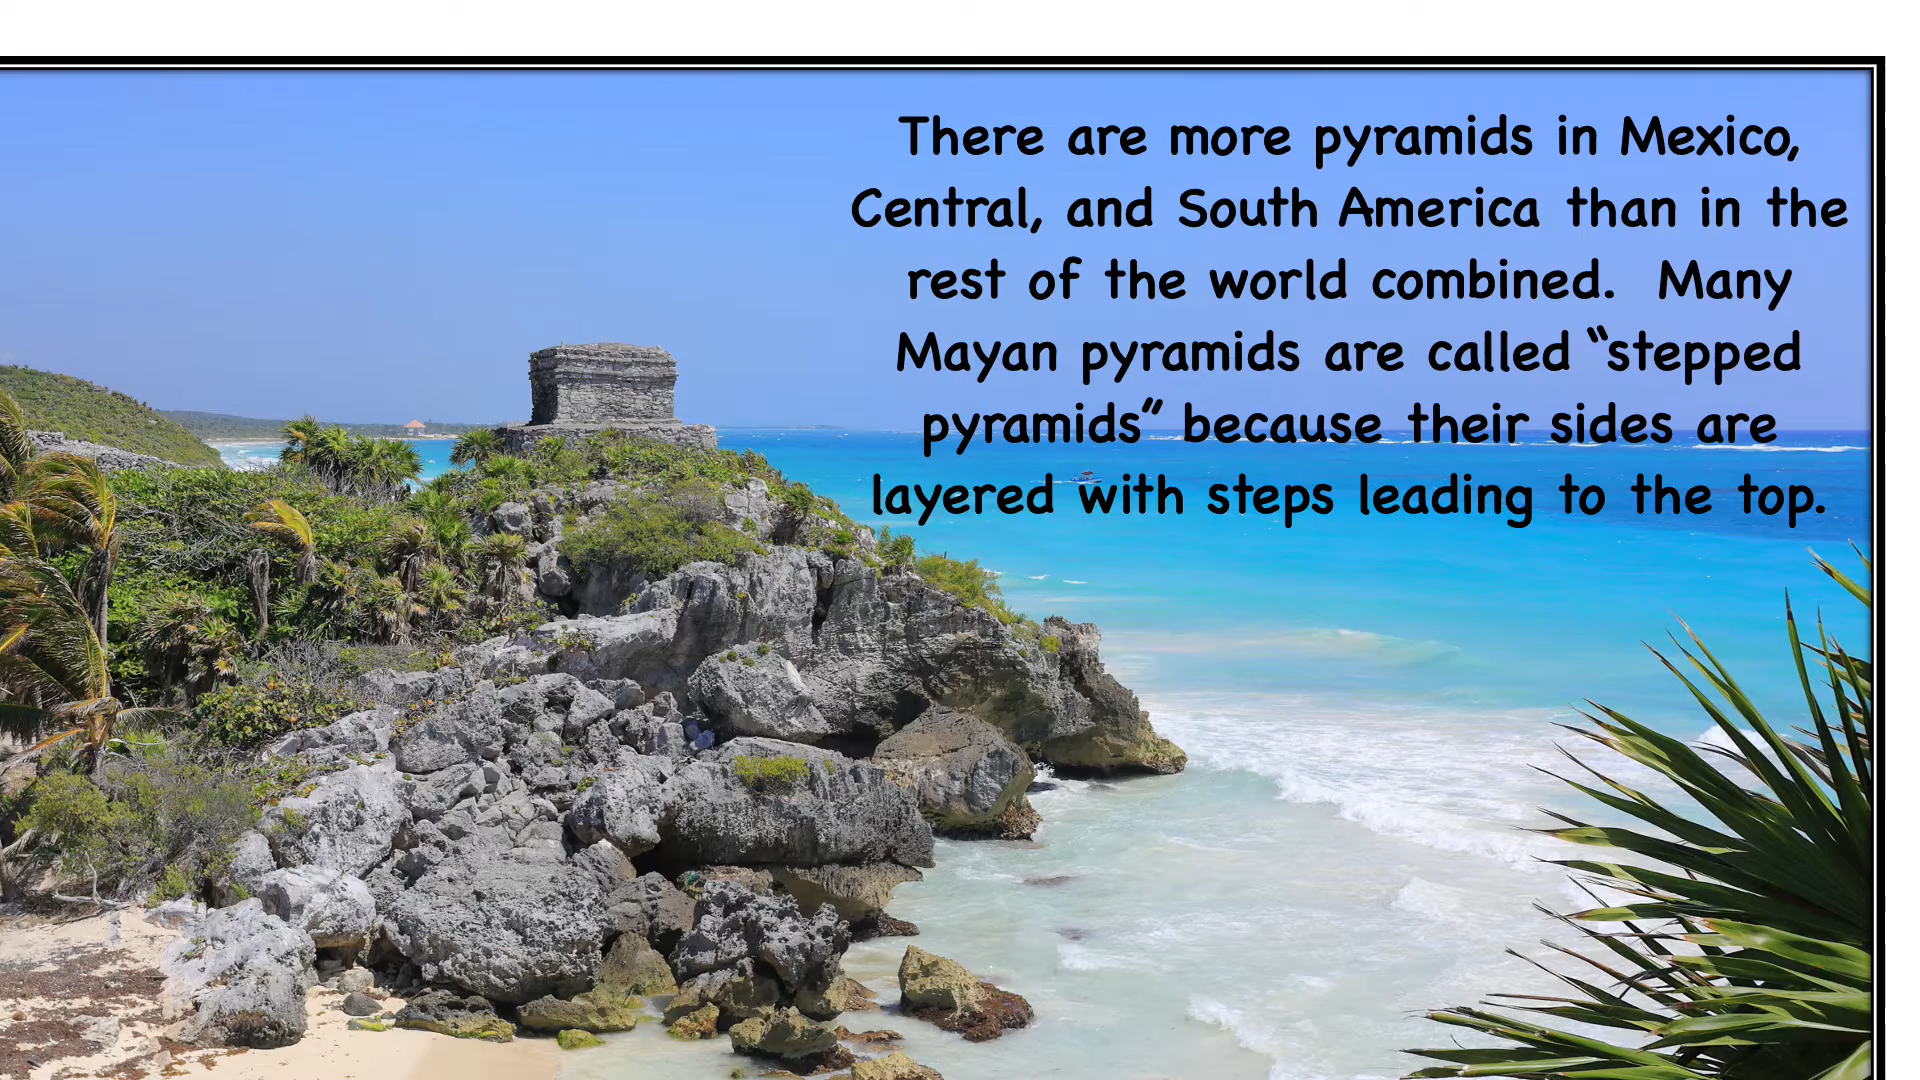 There are more pyramids in Mexico,
Central, and South America than in the
rest of the world combined.  Many
Mayan pyramids are called “stepped
pyramids” because their sides are
layered with steps leading to the top.